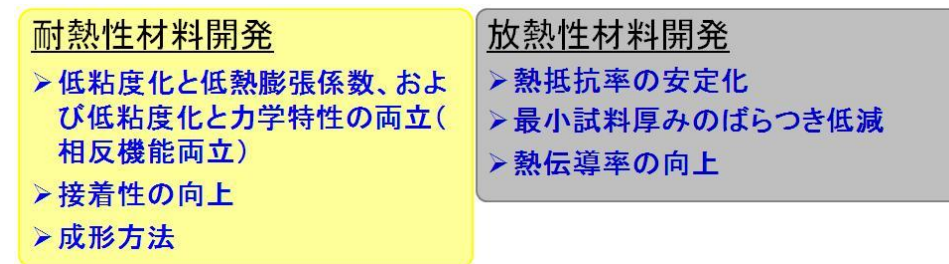 耐熱性材料開発
➢低粘度化と低熱膨張係数、およ
び低粘度化と力学特性の両立(
相反機能両立)
➢接着性の向上
➢成形方法
放熱性材料開発
➢熱抵抗率の安定化
➢最小試料厚みのばらつき低減
➢熱伝導率の向上